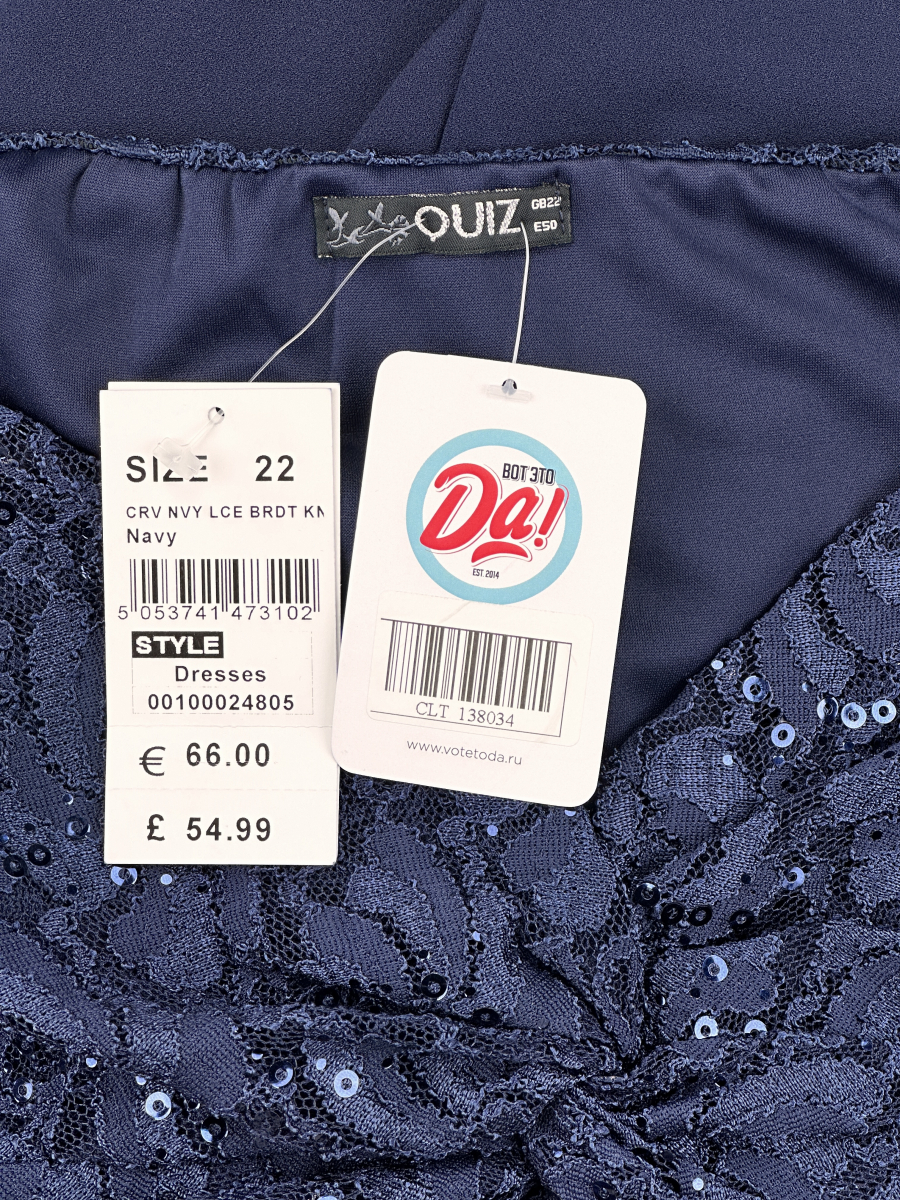 QUIZ
GB22
E50
SIZE 22
CRV NVY LCE BRDT KN
Navy
5 053741 473102
STYLE
Dresses
00100024805
€ 66.00
£ 54.99
ВОТ ЭТО
Да!
EST. 2014
CLT 138034
www.votetoda.ru